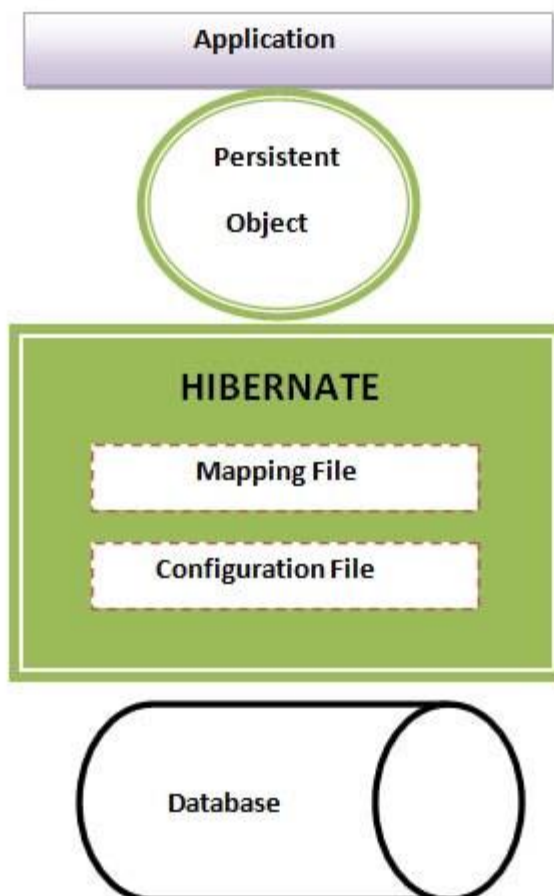 Application
Persistent
Object
HIBERNATE
Mapping File
Configuration File
Database